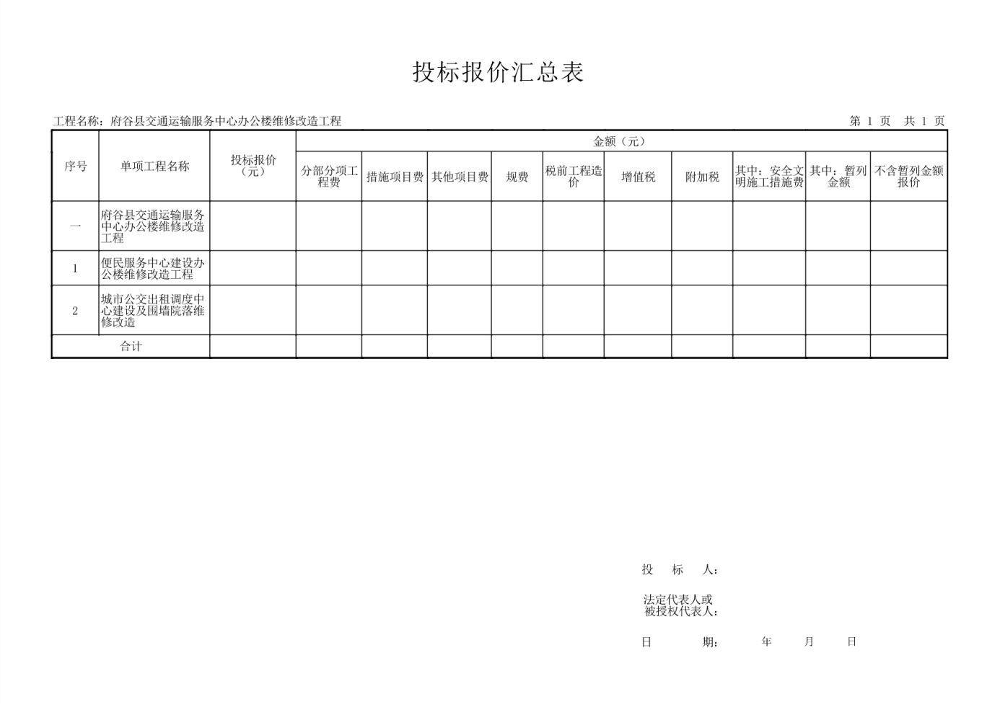 投标报价汇总表
工程名称：府谷县交通运输服务中心办公楼维修改造工程
第 1 页 共 1 页
序号
单项工程名称
投标报价
（元）
金额（元）
分部分项工
程费
措施项目费
其他项目费
规费
税前工程造
价
增值税
附加税
其中：安全文
明施工措施费
其中：暂列
金额
不含暂列金额
报价
一
府谷县交通运输服务
中心办公楼维修改造
工程
1
便民服务中心建设办
公楼维修改造工程
2
城市公交出租调度中
心建设及围墙院落维
修改造
合计
投 标 人：
法定代表人或
被授权代表人：
日 期： 年 月 日